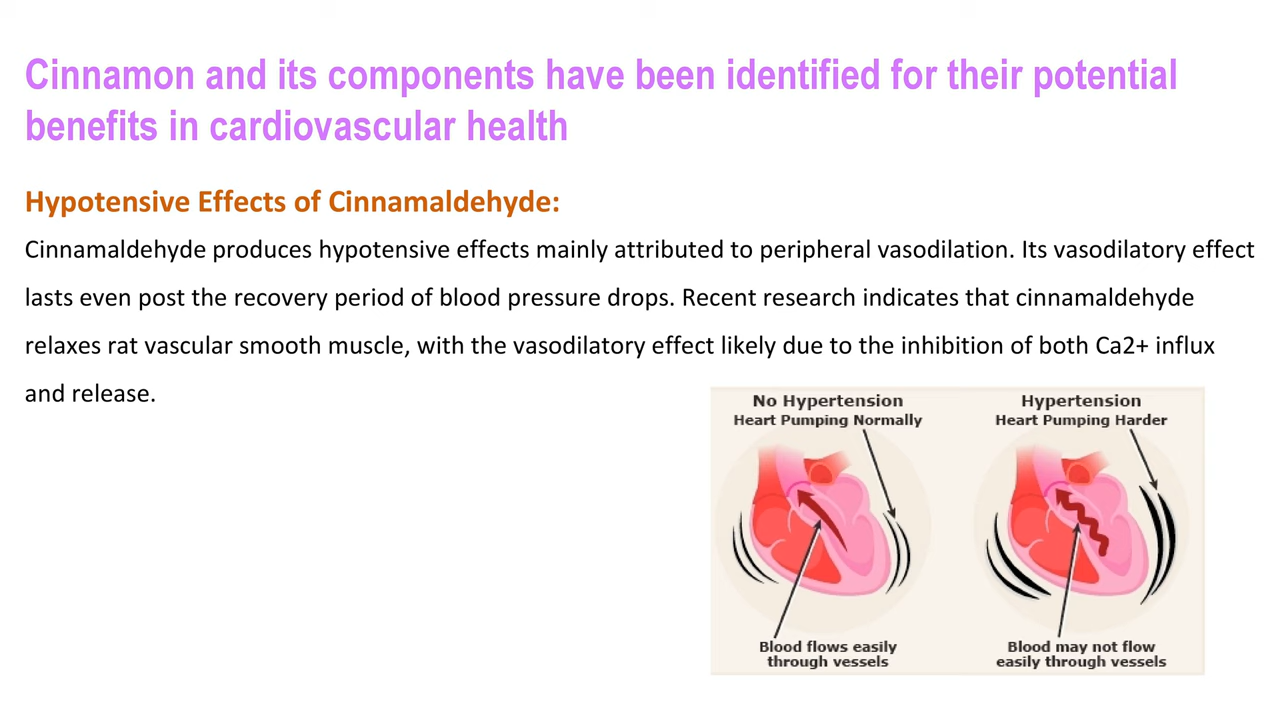 Cinnamon and its components have been identified for their potential
benefits in cardiovascular health
Hypotensive Effects of Cinnamaldehyde:
Cinnamaldehyde produces hypotensive effects mainly attributed to peripheral vasodilation. Its vasodilatory effect
lasts even post the recovery period of blood pressure drops. Recent research indicates that cinnamaldehyde
relaxes rat vascular smooth muscle, with the vasodilatory effect likely due to the inhibition of both Ca2+ influx
and release.
No Hypertension
Heart Pumping Normally
Blood flows easily
through vessels
Hypertension
Heart Pumping Harder
Blood may not flow
easily through vessels